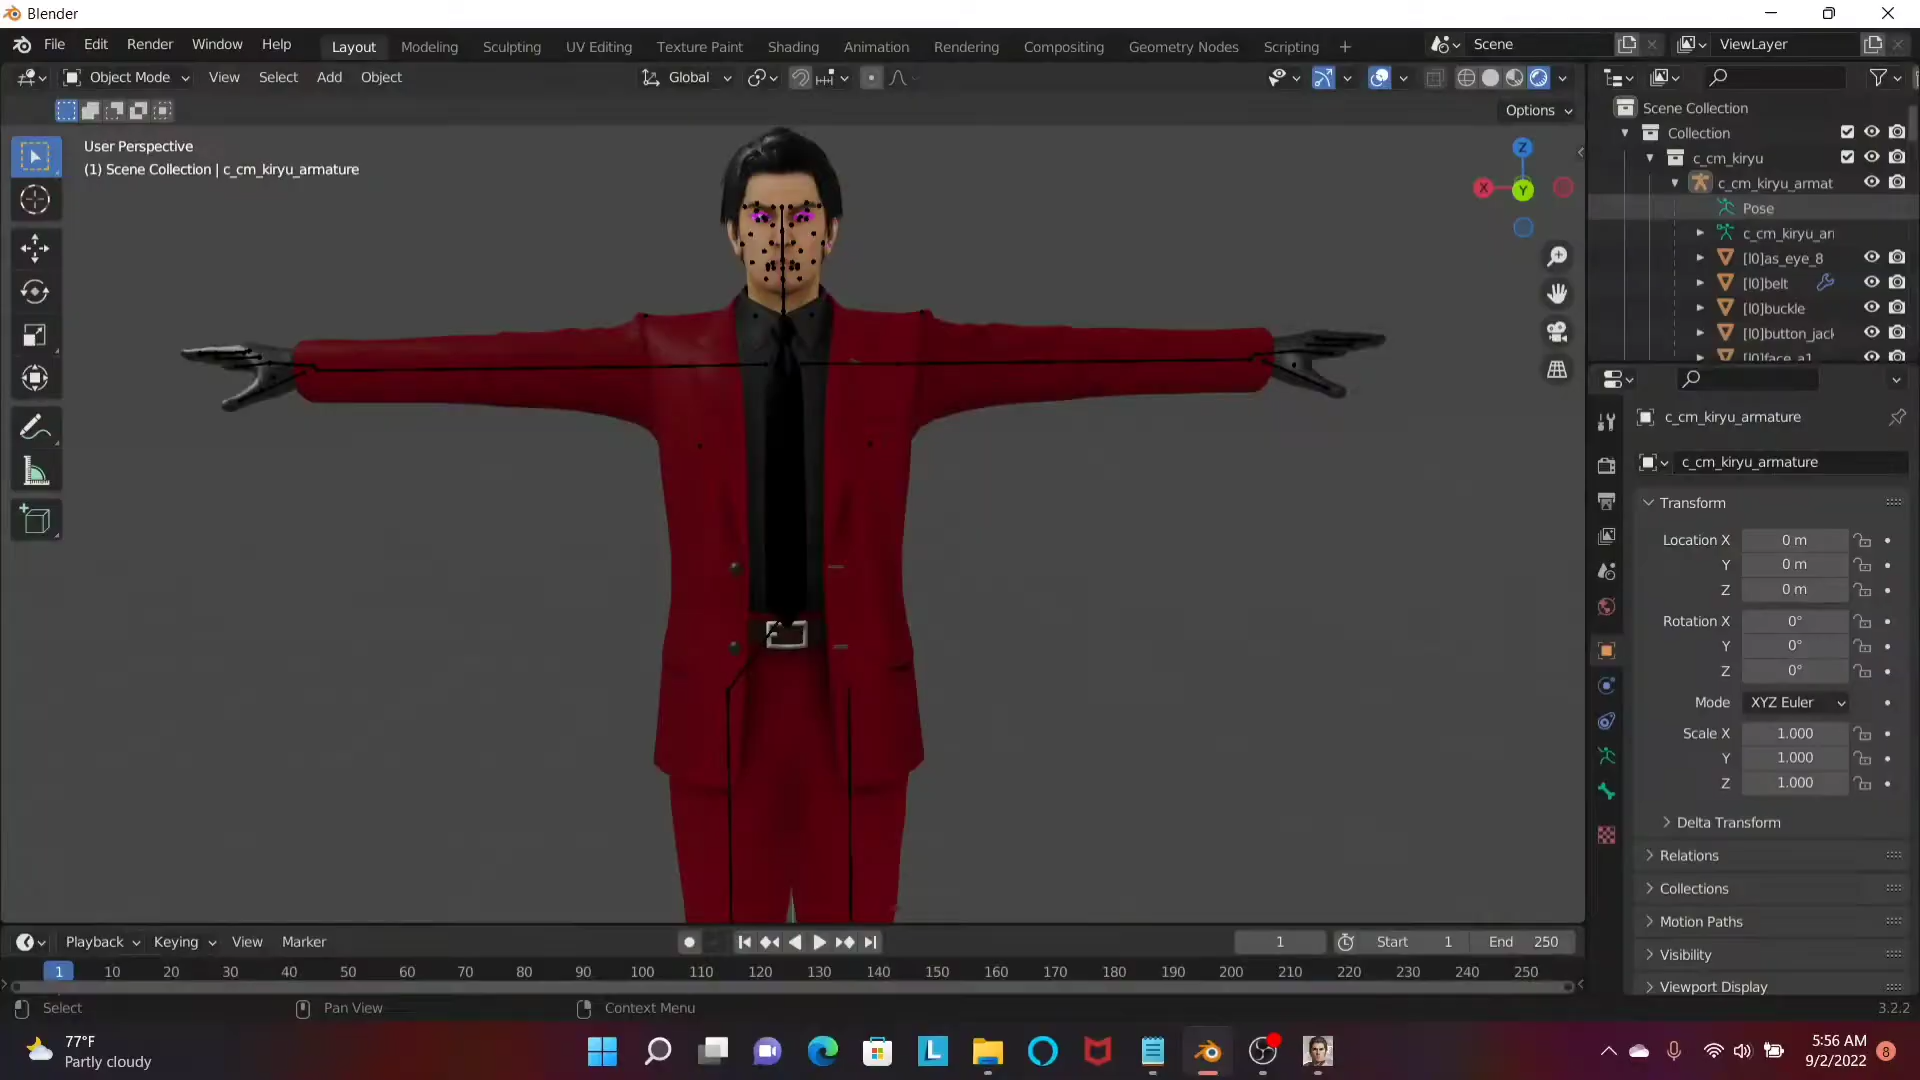 Blender
File Edit Render Window Help Layout Modeling Sculpting UV Editing Texture Paint Shading Animation Rendering Compositing Geometry Nodes Scripting + Scene ViewLayer
Object Mode View Select Add Object Global
Options
User Perspective
(1) Scene Collection | c_cm_kiryu_armature
Z
X
Y
Scene Collection
Collection
c_cm_kiryu
c_cm_kiryu_armat
Pose
c_cm_kiryu_ar
[l0]as_eye_8
[l0]belt
[l0]buckle
[l0]button_jack
[l0]face_a1
c_cm_kiryu_armature
c_cm_kiryu_armature
Transform
Location X 0 m
Y 0 m
Z 0 m
Rotation X 0°
Y 0°
Z 0°
Mode XYZ Euler
Scale X 1.000
Y 1.000
Z 1.000
Delta Transform
Relations
Collections
Motion Paths
Visibility
Viewport Display
Playback Keying View Marker 1 Start 1 End 250
1 10 20 30 40 50 60 70 80 90 100 110 120 130 140 150 160 170 180 190 200 210 220 230 240 250
Select Pan View Context Menu 3.2.2
77°F
Partly cloudy
L
5:56 AM
9/2/2022
8